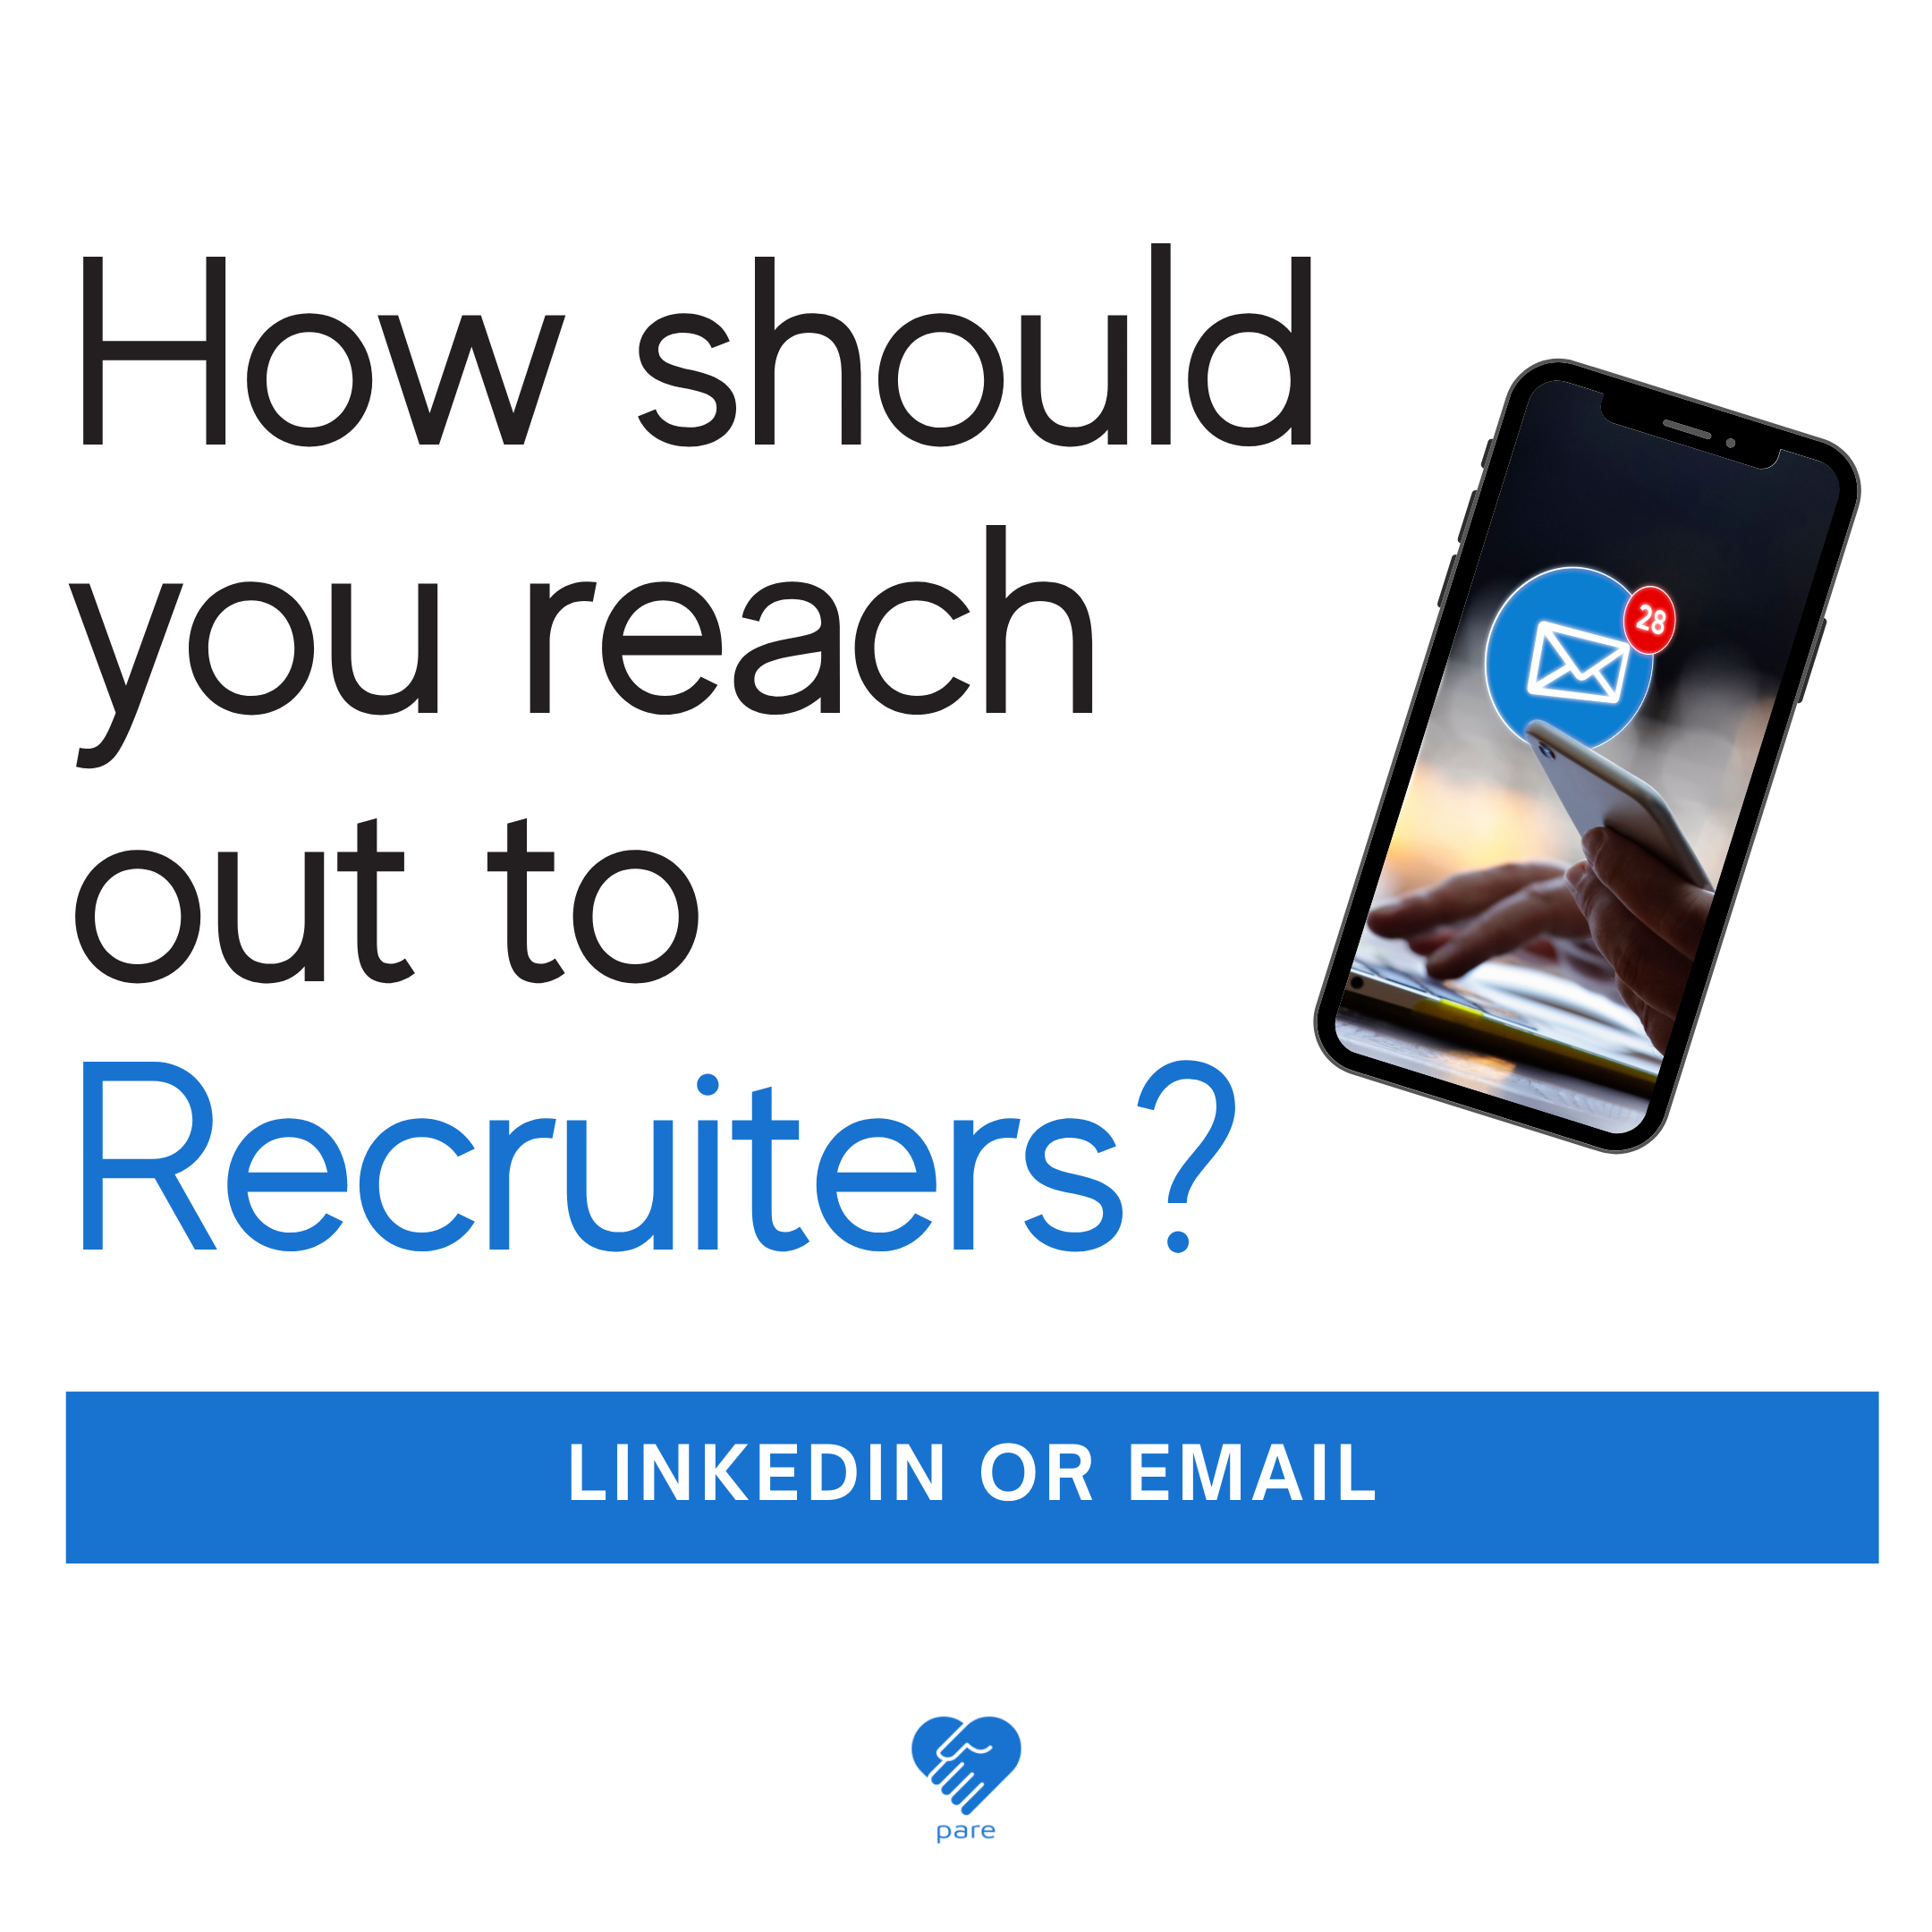 How should
you reach
out to
Recruiters?
28
LINKEDIN OR EMAIL
pare